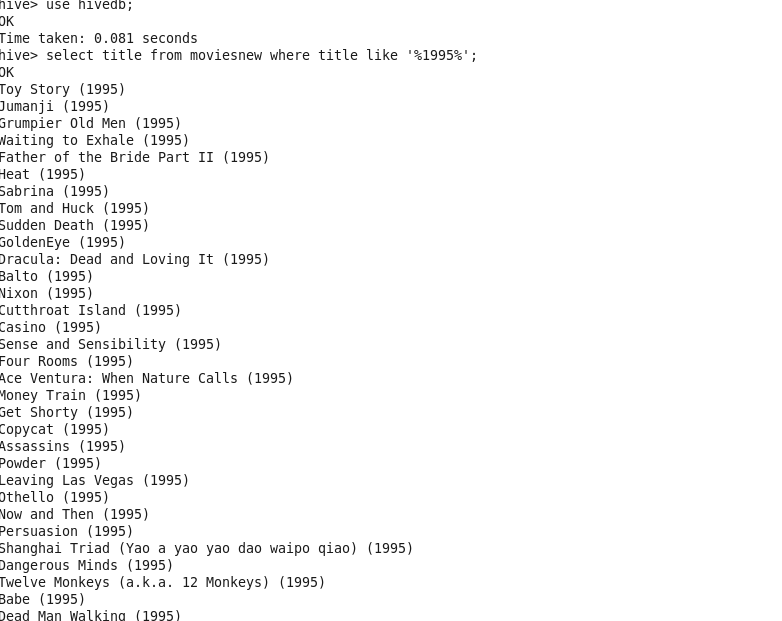 hive> use hivedb;
OK
Time taken: 0.081 seconds
hive> select title from moviesnew where title like '%1995%';
OK
Toy Story (1995)
Jumanji (1995)
Grumpier Old Men (1995)
Waiting to Exhale (1995)
Father of the Bride Part II (1995)
Heat (1995)
Sabrina (1995)
Tom and Huck (1995)
Sudden Death (1995)
GoldenEye (1995)
Dracula: Dead and Loving It (1995)
Balto (1995)
Nixon (1995)
Cutthroat Island (1995)
Casino (1995)
Sense and Sensibility (1995)
Four Rooms (1995)
Ace Ventura: When Nature Calls (1995)
Money Train (1995)
Get Shorty (1995)
Copycat (1995)
Assassins (1995)
Powder (1995)
Leaving Las Vegas (1995)
Othello (1995)
Now and Then (1995)
Persuasion (1995)
Shanghai Triad (Yao a yao yao dao waipo qiao) (1995)
Dangerous Minds (1995)
Twelve Monkeys (a.k.a. 12 Monkeys) (1995)
Babe (1995)
Dead Man Walking (1995)